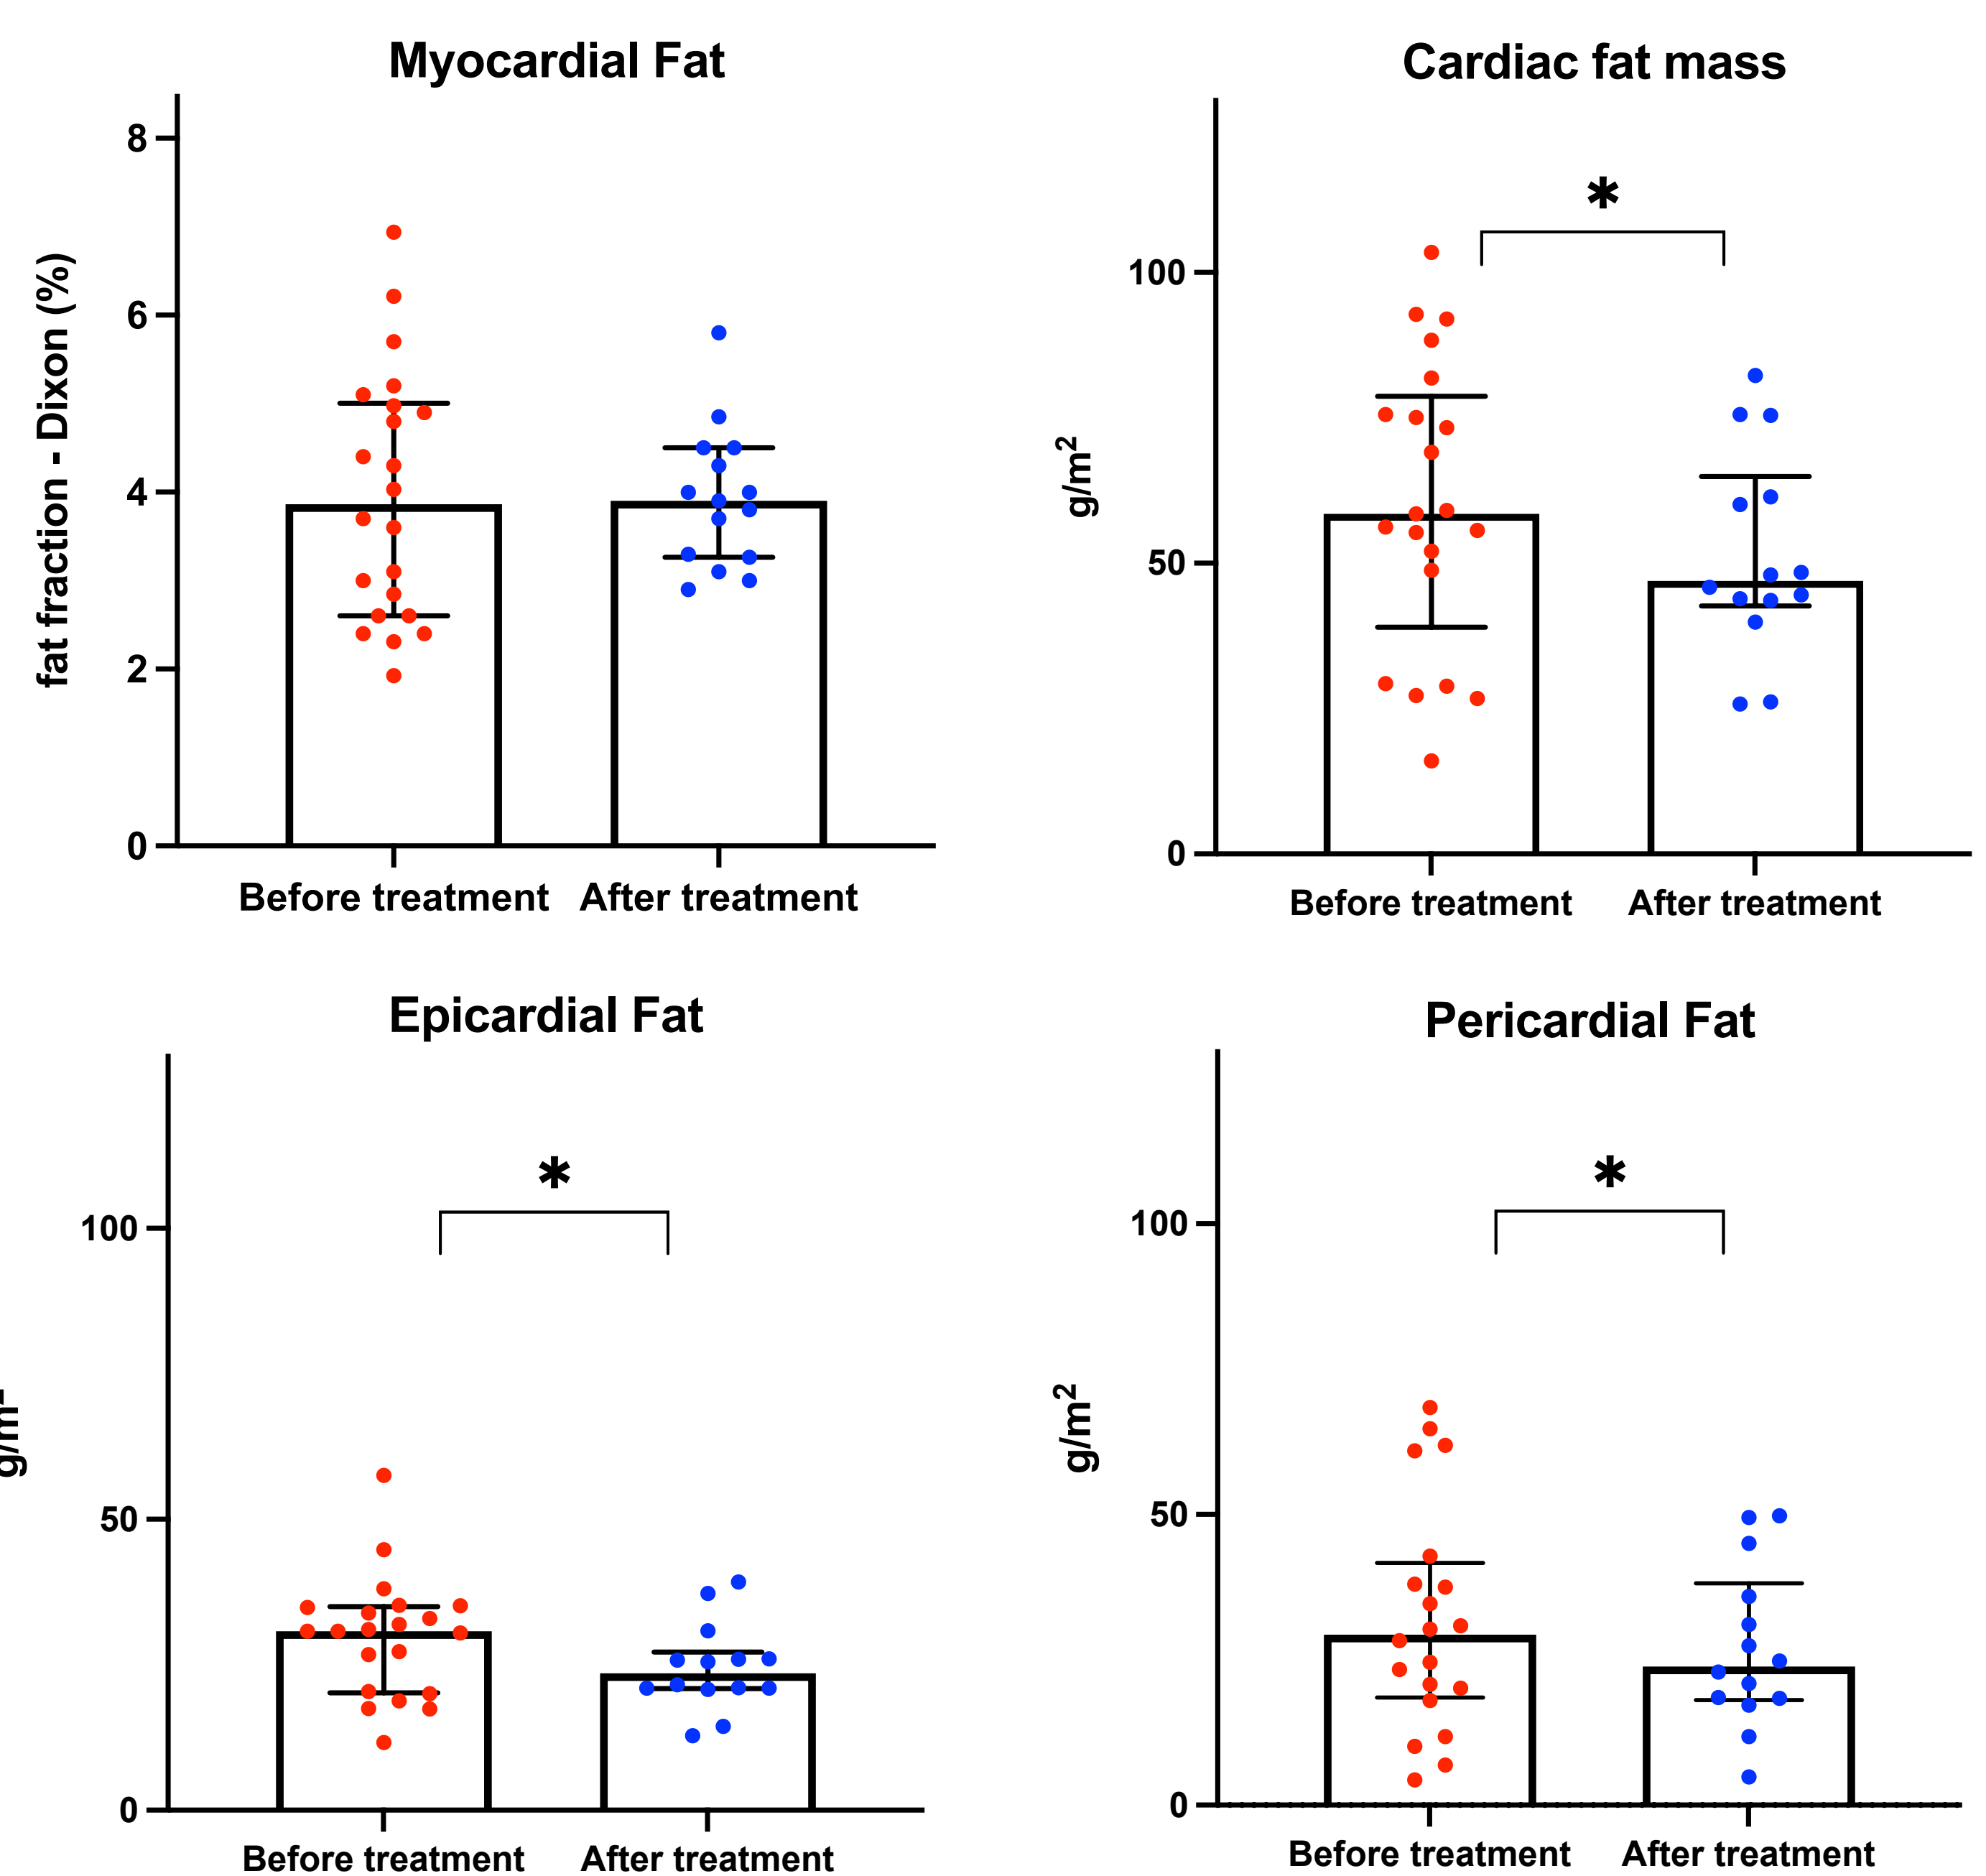 Myocardial Fat
fat fraction - Dixon (%)
8
6
4
2
0
Before treatment After treatment
Cardiac fat mass
g/m²
100
50
0
*
Before treatment After treatment
Epicardial Fat
g/m²
100
50
0
*
Before treatment After treatment
Pericardial Fat
g/m²
100
50
0
*
Before treatment After treatment